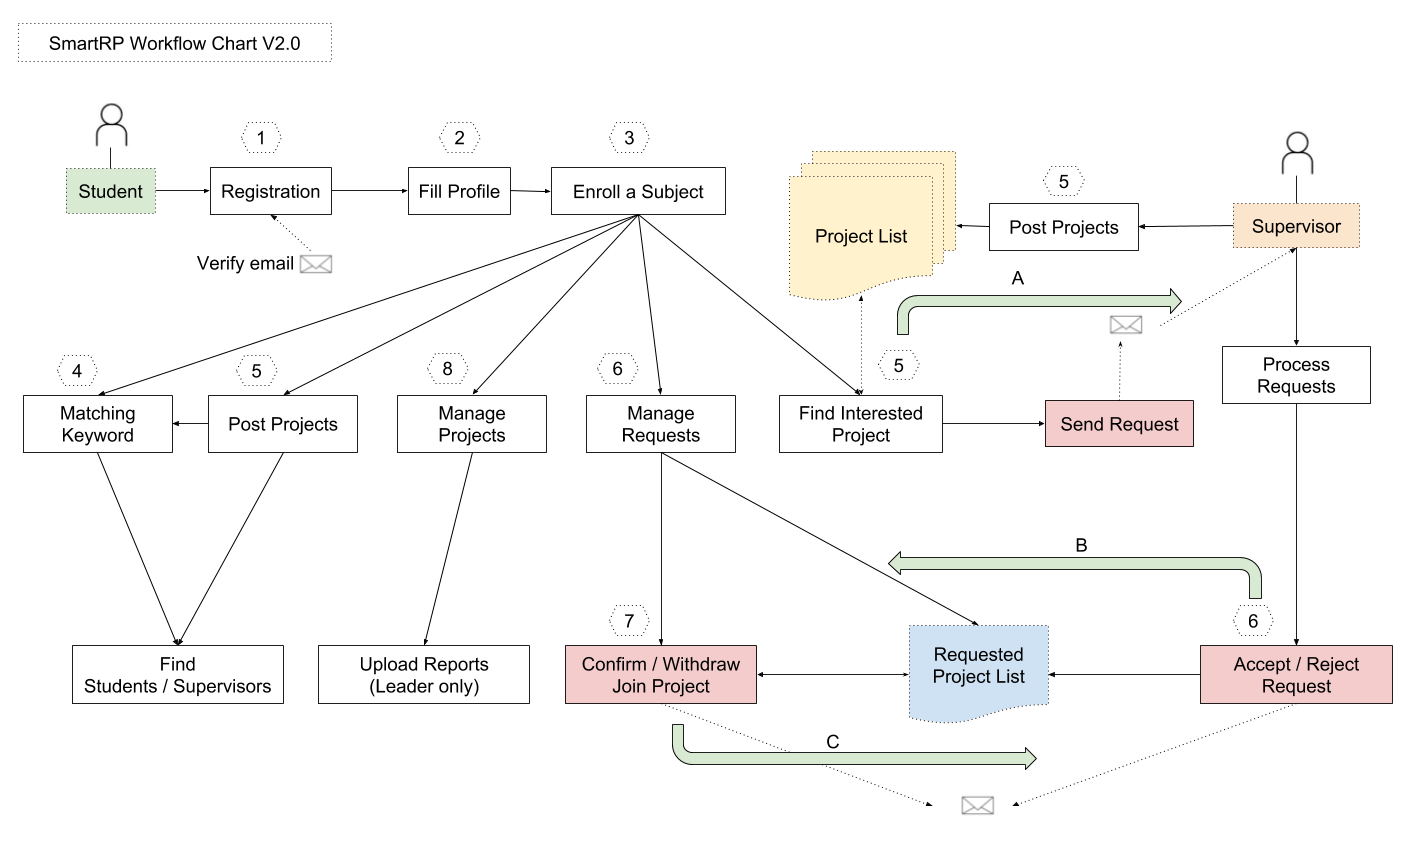 SmartRP Workflow Chart V2.0
1
2
3
5
Student
Registration
Fill Profile
Enroll a Subject
Project List
Post Projects
Supervisor
Verify email
A
4
5
8
6
5
Process
Requests
Matching
Keyword
Post Projects
Manage
Projects
Manage
Requests
Find Interested
Project
Send Request
B
7
6
Find
Students / Supervisors
Upload Reports
(Leader only)
Confirm / Withdraw
Join Project
Requested
Project List
Accept / Reject
Request
C